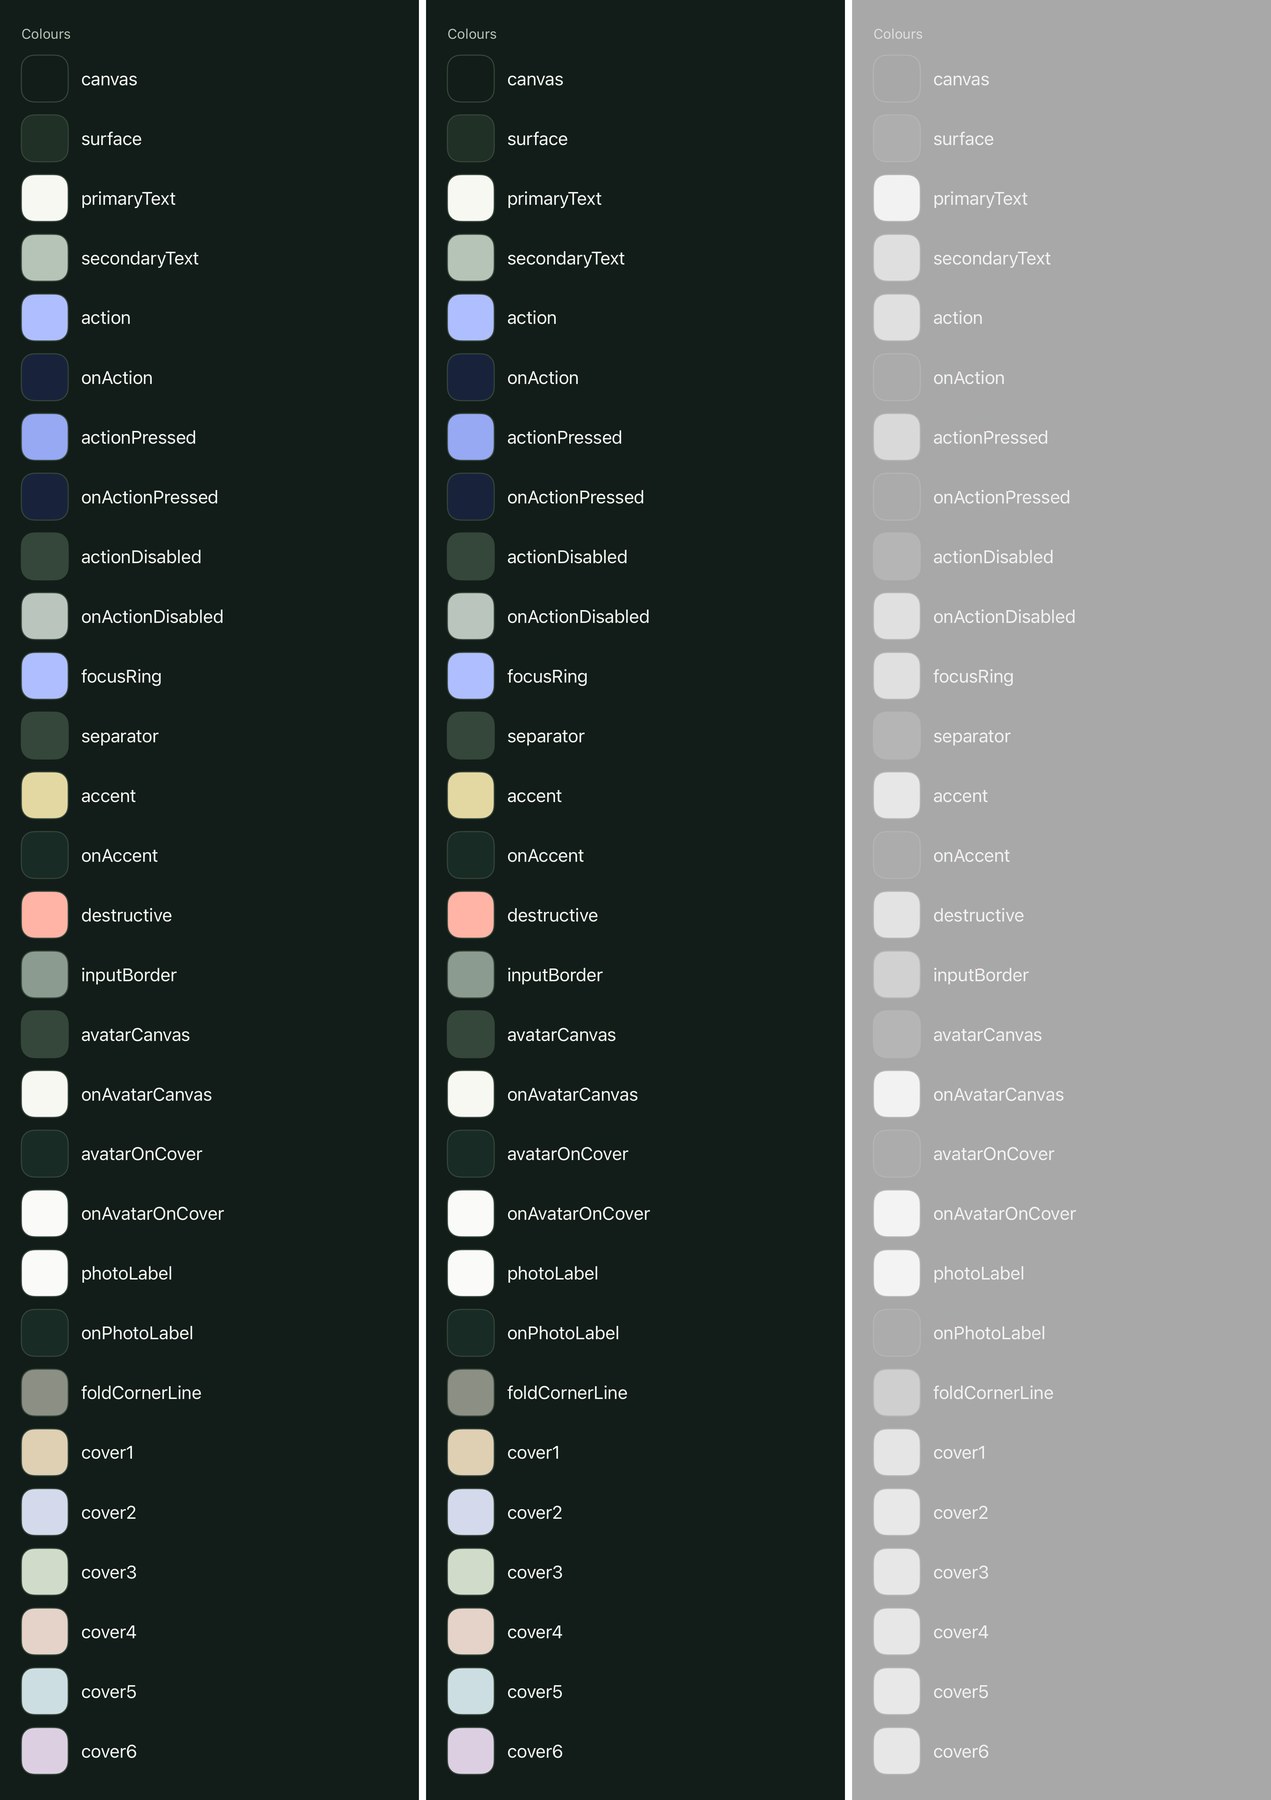 Colours
canvas
surface
primaryText
secondaryText
action
onAction
actionPressed
onActionPressed
actionDisabled
onActionDisabled
focusRing
separator
accent
onAccent
destructive
inputBorder
avatarCanvas
onAvatarCanvas
avatarOnCover
onAvatarOnCover
photoLabel
onPhotoLabel
foldCornerLine
cover1
cover2
cover3
cover4
cover5
cover6
Colours
canvas
surface
primaryText
secondaryText
action
onAction
actionPressed
onActionPressed
actionDisabled
onActionDisabled
focusRing
separator
accent
onAccent
destructive
inputBorder
avatarCanvas
onAvatarCanvas
avatarOnCover
onAvatarOnCover
photoLabel
onPhotoLabel
foldCornerLine
cover1
cover2
cover3
cover4
cover5
cover6
Colours
canvas
surface
primaryText
secondaryText
action
onAction
actionPressed
onActionPressed
actionDisabled
onActionDisabled
focusRing
separator
accent
onAccent
destructive
inputBorder
avatarCanvas
onAvatarCanvas
avatarOnCover
onAvatarOnCover
photoLabel
onPhotoLabel
foldCornerLine
cover1
cover2
cover3
cover4
cover5
cover6